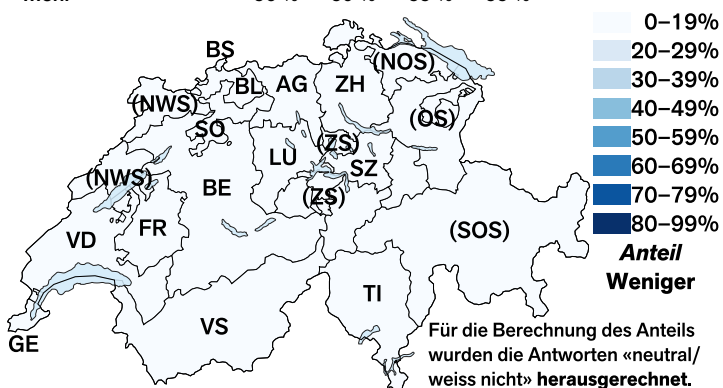 0–19%
20–29%
30–39%
40–49%
50–59%
60–69%
70–79%
80–99%
Anteil
Weniger
BS
(NOS)
BL
AG
ZH
(NWS)
(OS)
SO
(ZS)
LU
SZ
(NWS)
BE
(ZS)
FR
VD
(SOS)
TI
VS
GE
Für die Berechnung des Anteils
wurden die Antworten «neutral/
weiss nicht» herausgerechnet.